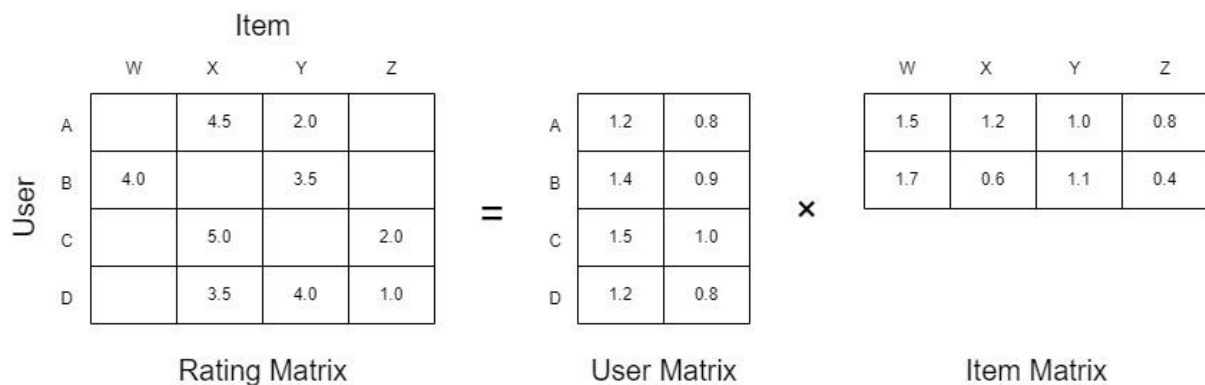 Item
W X Y Z W X Y Z
A 4.5 2.0 A 1.2 0.8 1.5 1.2 1.0 0.8
B 4.0 3.5 B 1.4 0.9 1.7 0.6 1.1 0.4
User = ×
C 5.0 2.0 C 1.5 1.0
D 3.5 4.0 1.0 D 1.2 0.8
Rating Matrix User Matrix Item Matrix